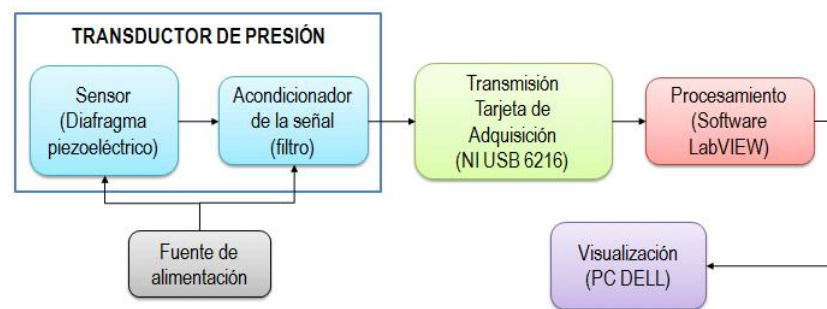 TRANSDUCTOR DE PRESIÓN
Sensor
(Diafragma
piezoeléctrico)
Acondicionador
de la señal
(filtro)
Transmisión
Tarjeta de
Adquisición
(NI USB 6216)
Procesamiento
(Software
LabVIEW)
Fuente de
alimentación
Visualización
(PC DELL)